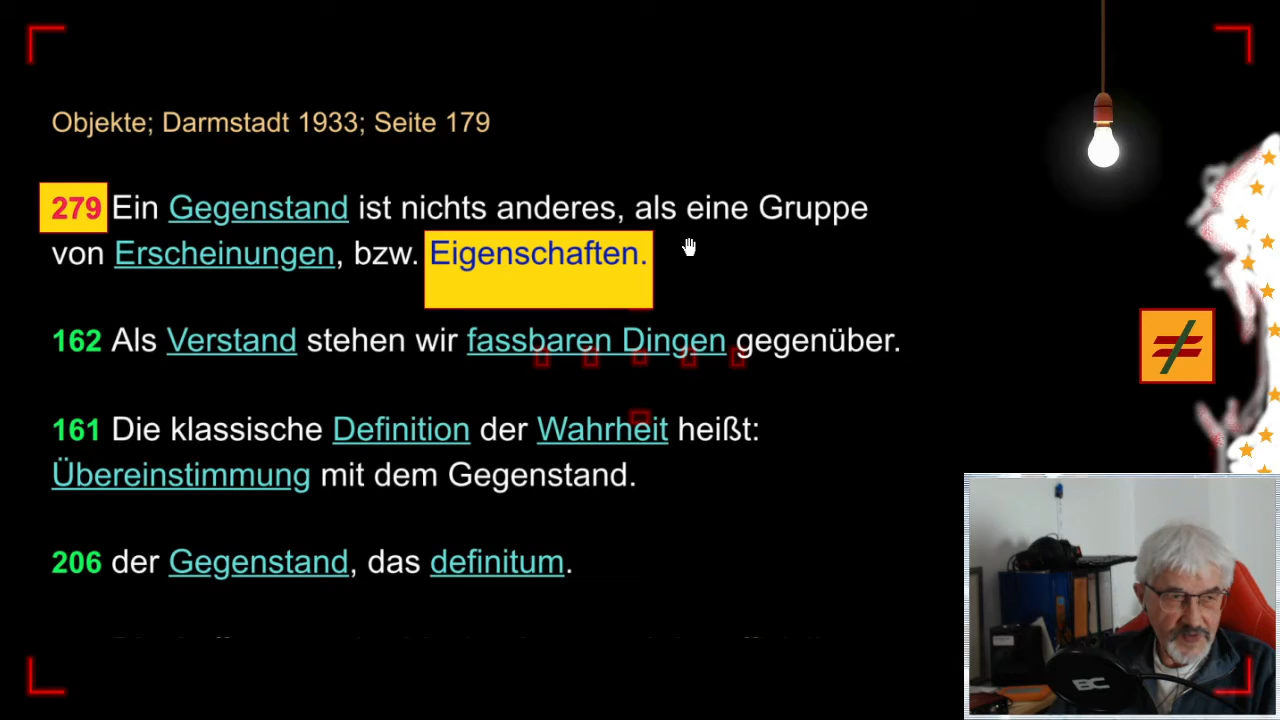 Objekte; Darmstadt 1933; Seite 179
279 Ein Gegenstand ist nichts anderes, als eine Gruppe
von Erscheinungen, bzw. Eigenschaften.
162 Als Verstand stehen wir fassbaren Dingen gegenüber.
≠
161 Die klassische Definition der Wahrheit heißt:
Übereinstimmung mit dem Gegenstand.
206 der Gegenstand, das definitum.